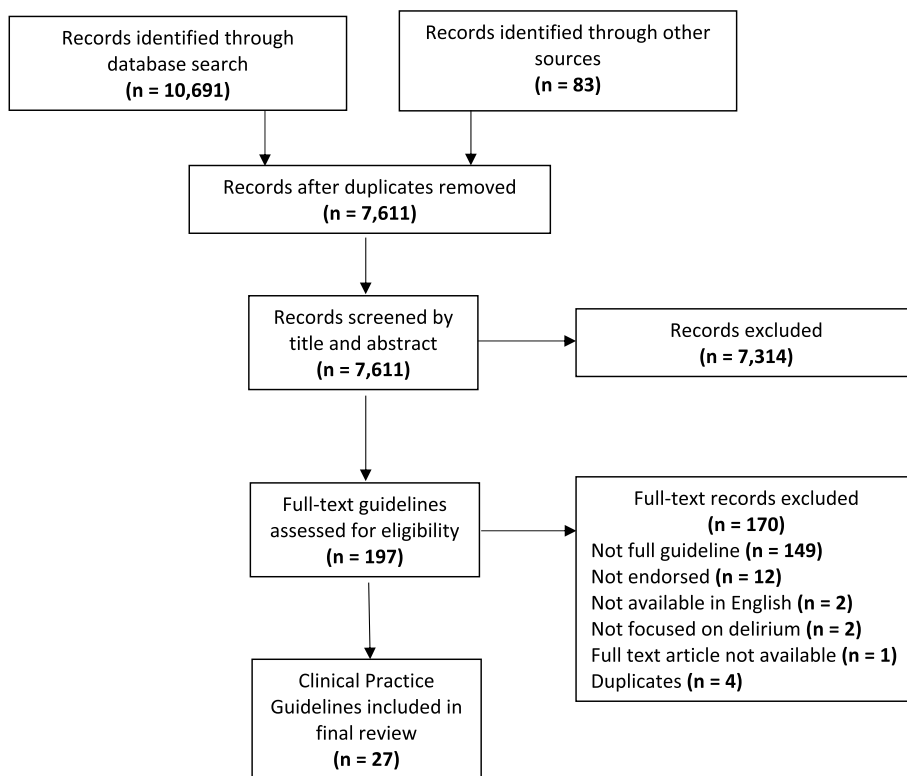 Records identified through
database search
(n = 10,691)
Records identified through other
sources
(n = 83)
Records after duplicates removed
(n = 7,611)
Records screened by
title and abstract
(n = 7,611)
Records excluded
(n = 7,314)
Full-text guidelines
assessed for eligibility
(n = 197)
Full-text records excluded
(n = 170)
Not full guideline (n = 149)
Not endorsed (n = 12)
Not available in English (n = 2)
Not focused on delirium (n = 2)
Full text article not available (n = 1)
Duplicates (n = 4)
Clinical Practice
Guidelines included in
final review
(n = 27)